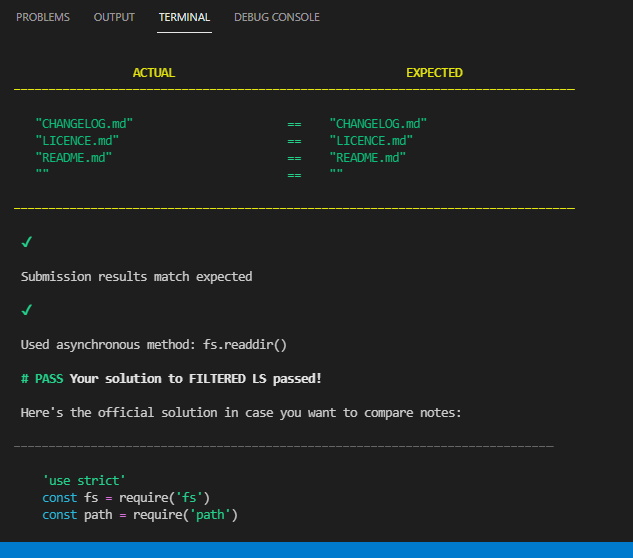 PROBLEMS OUTPUT TERMINAL DEBUG CONSOLE
ACTUAL EXPECTED
"CHANGELOG.md" == "CHANGELOG.md"
"LICENCE.md" == "LICENCE.md"
"README.md" == "README.md"
"" == ""
✔
Submission results match expected
✔
Used asynchronous method: fs.readdir()
# PASS Your solution to FILTERED LS passed!
Here's the official solution in case you want to compare notes:
'use strict'
const fs = require('fs')
const path = require('path')